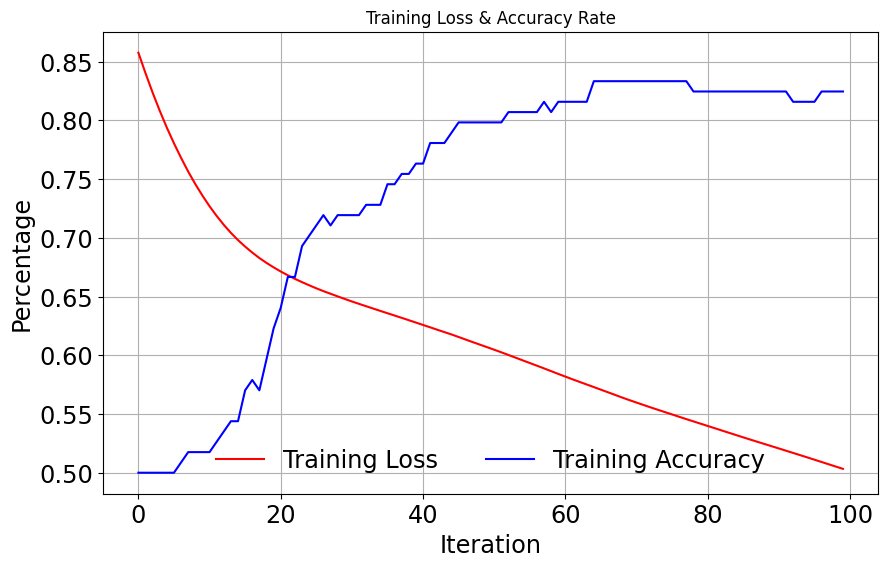 Training Loss & Accuracy Rate
Percentage
0.85
0.80
0.75
0.70
0.65
0.60
0.55
0.50
Training Loss Training Accuracy
0 20 40 60 80 100
Iteration